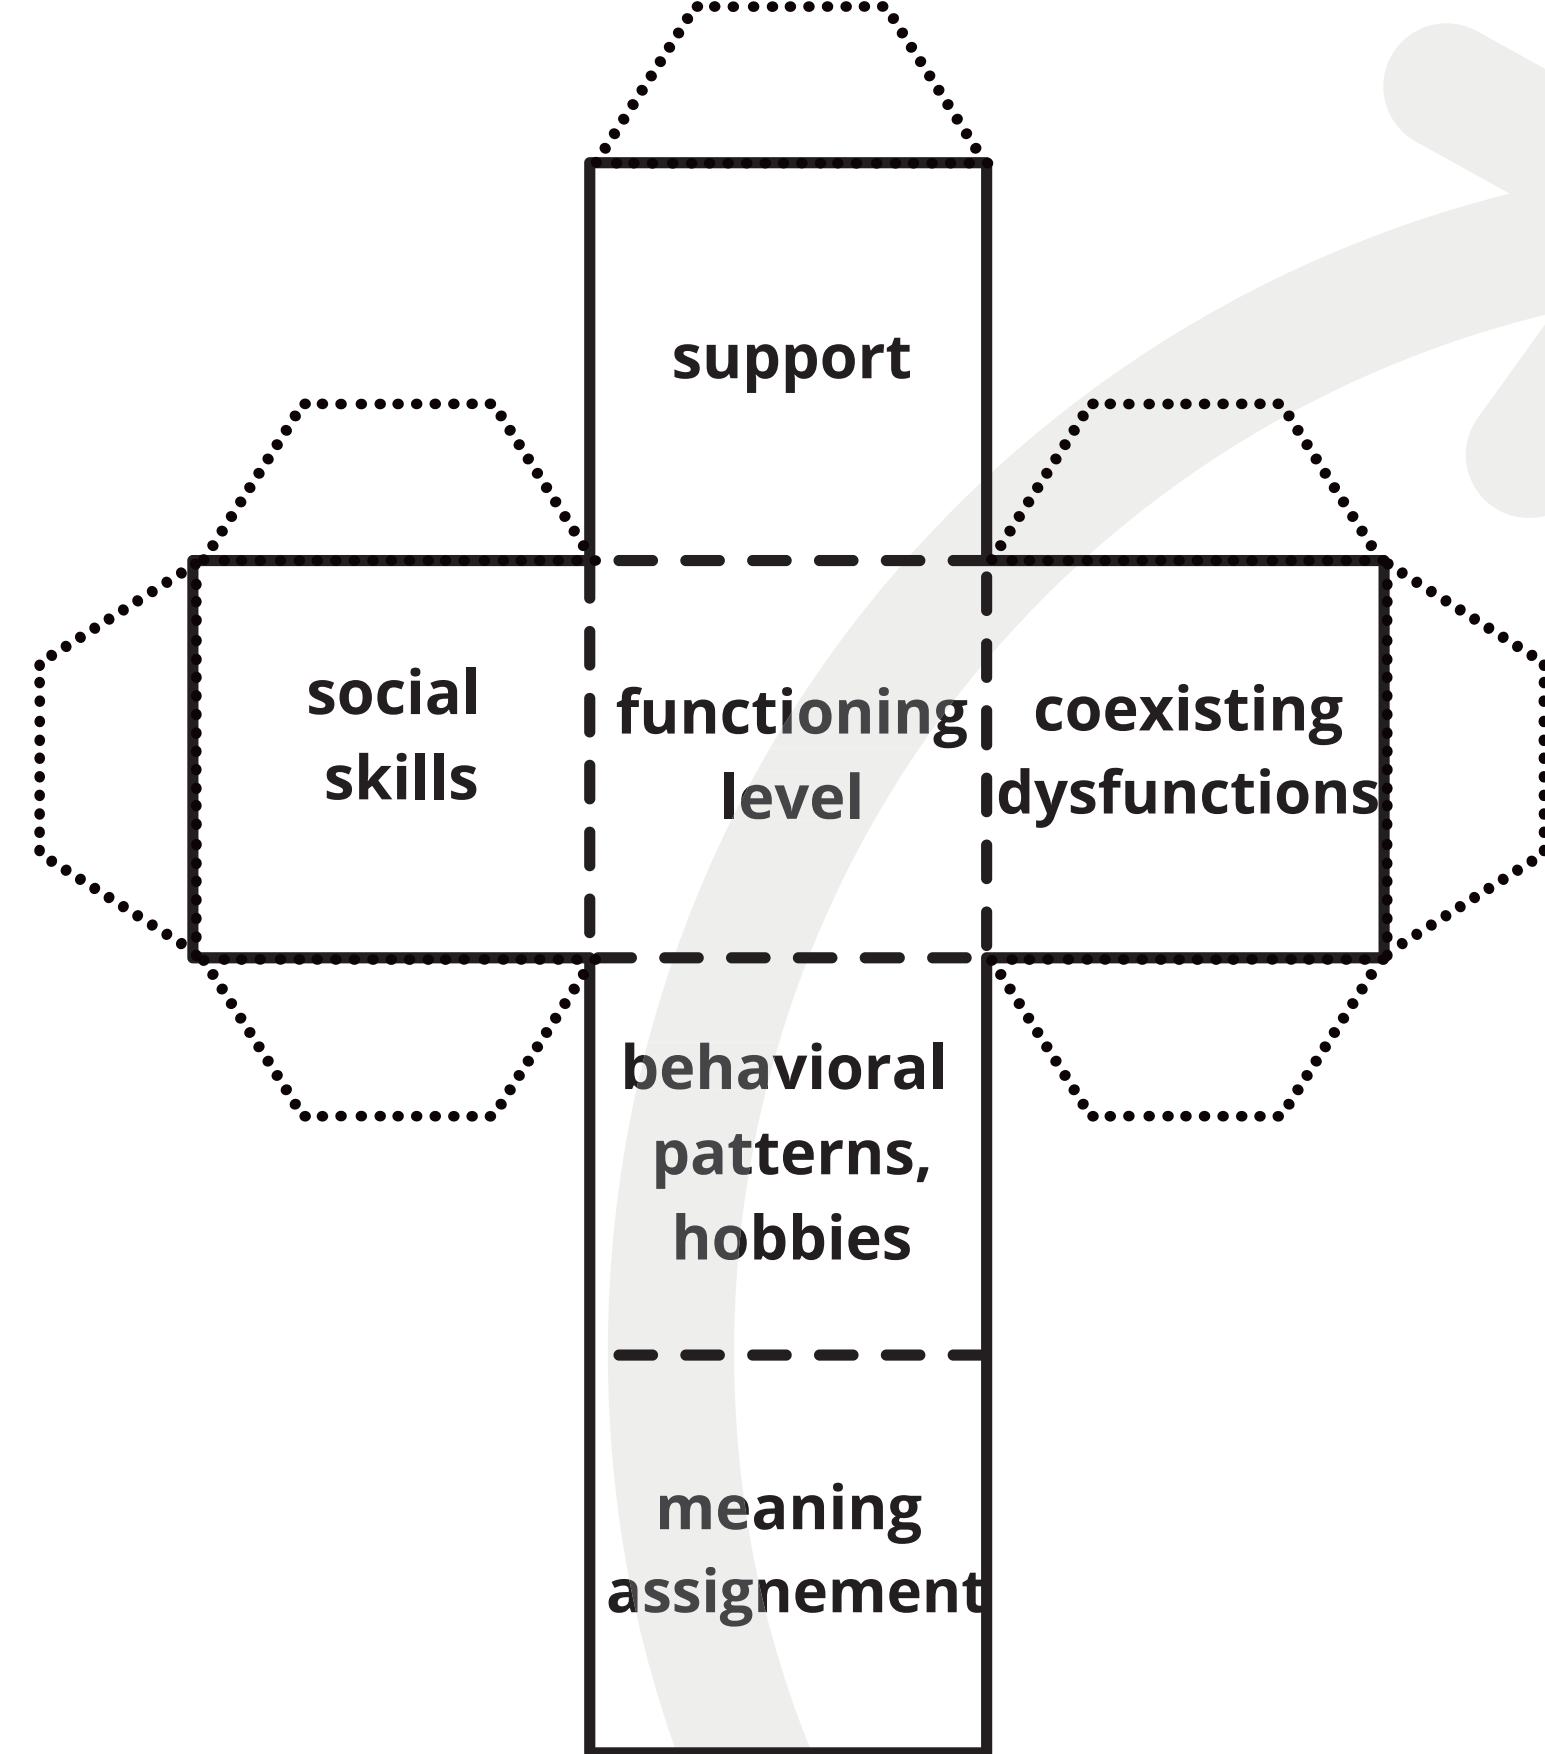 support
social
skills
functioning
level
coexisting
dysfunctions
behavioral
patterns,
hobbies
meaning
assignement